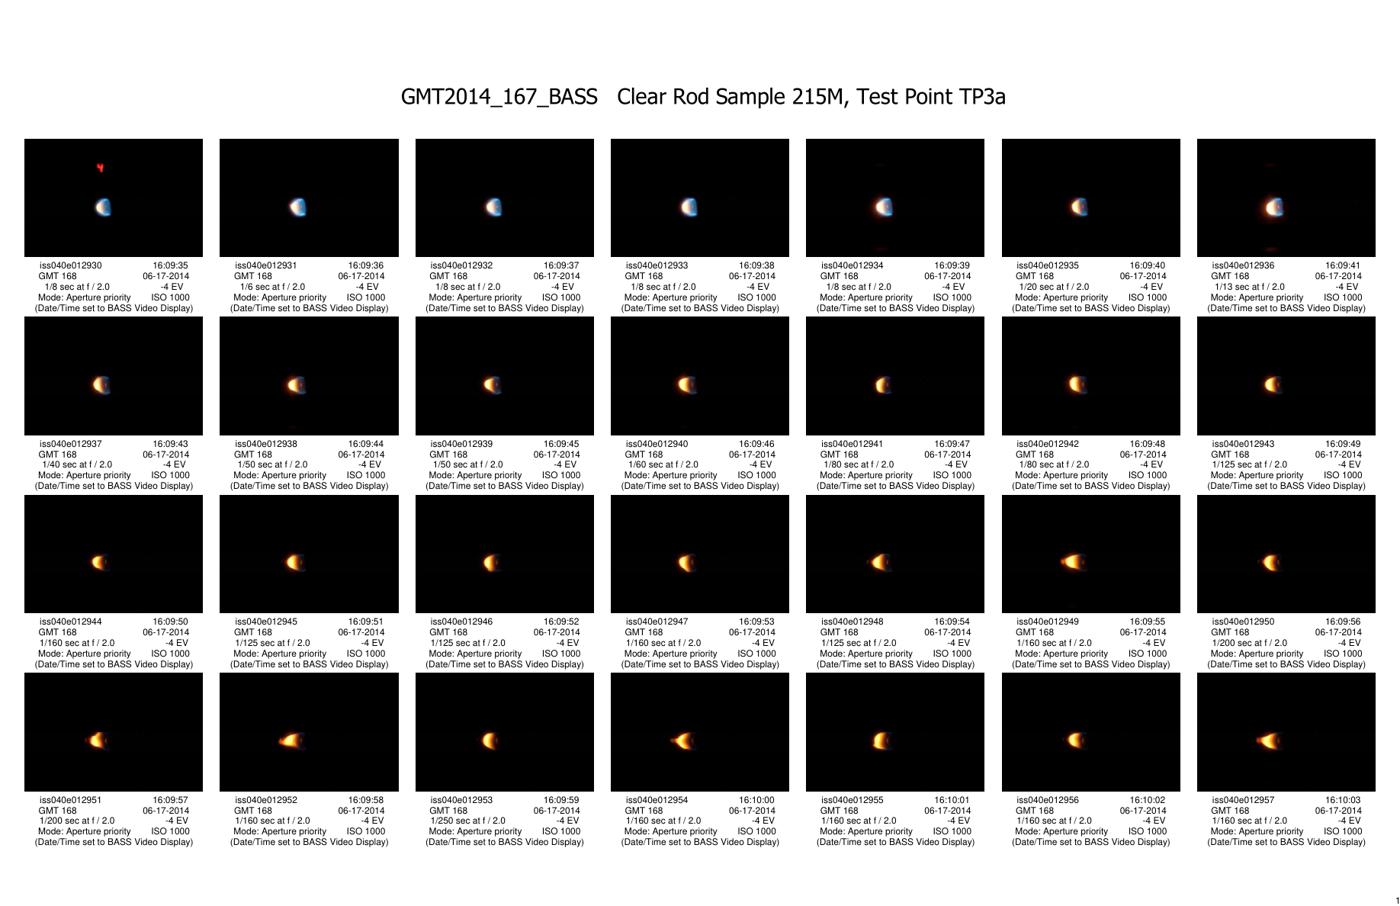 GMT2014_167_BASS   Clear Rod Sample 215M, Test Point TP3a
iss040e012930 16:09:35
GMT 168 06-17-2014
1/8 sec at f / 2.0 -4 EV
Mode: Aperture priority ISO 1000
(Date/Time set to BASS Video Display)
iss040e012931 16:09:36
GMT 168 06-17-2014
1/6 sec at f / 2.0 -4 EV
Mode: Aperture priority ISO 1000
(Date/Time set to BASS Video Display)
iss040e012932 16:09:37
GMT 168 06-17-2014
1/8 sec at f / 2.0 -4 EV
Mode: Aperture priority ISO 1000
(Date/Time set to BASS Video Display)
iss040e012933 16:09:38
GMT 168 06-17-2014
1/8 sec at f / 2.0 -4 EV
Mode: Aperture priority ISO 1000
(Date/Time set to BASS Video Display)
iss040e012934 16:09:39
GMT 168 06-17-2014
1/8 sec at f / 2.0 -4 EV
Mode: Aperture priority ISO 1000
(Date/Time set to BASS Video Display)
iss040e012935 16:09:40
GMT 168 06-17-2014
1/20 sec at f / 2.0 -4 EV
Mode: Aperture priority ISO 1000
(Date/Time set to BASS Video Display)
iss040e012936 16:09:41
GMT 168 06-17-2014
1/13 sec at f / 2.0 -4 EV
Mode: Aperture priority ISO 1000
(Date/Time set to BASS Video Display)
iss040e012937 16:09:43
GMT 168 06-17-2014
1/40 sec at f / 2.0 -4 EV
Mode: Aperture priority ISO 1000
(Date/Time set to BASS Video Display)
iss040e012938 16:09:44
GMT 168 06-17-2014
1/50 sec at f / 2.0 -4 EV
Mode: Aperture priority ISO 1000
(Date/Time set to BASS Video Display)
iss040e012939 16:09:45
GMT 168 06-17-2014
1/50 sec at f / 2.0 -4 EV
Mode: Aperture priority ISO 1000
(Date/Time set to BASS Video Display)
iss040e012940 16:09:46
GMT 168 06-17-2014
1/60 sec at f / 2.0 -4 EV
Mode: Aperture priority ISO 1000
(Date/Time set to BASS Video Display)
iss040e012941 16:09:47
GMT 168 06-17-2014
1/80 sec at f / 2.0 -4 EV
Mode: Aperture priority ISO 1000
(Date/Time set to BASS Video Display)
iss040e012942 16:09:48
GMT 168 06-17-2014
1/80 sec at f / 2.0 -4 EV
Mode: Aperture priority ISO 1000
(Date/Time set to BASS Video Display)
iss040e012943 16:09:49
GMT 168 06-17-2014
1/125 sec at f / 2.0 -4 EV
Mode: Aperture priority ISO 1000
(Date/Time set to BASS Video Display)
iss040e012944 16:09:50
GMT 168 06-17-2014
1/160 sec at f / 2.0 -4 EV
Mode: Aperture priority ISO 1000
(Date/Time set to BASS Video Display)
iss040e012945 16:09:51
GMT 168 06-17-2014
1/125 sec at f / 2.0 -4 EV
Mode: Aperture priority ISO 1000
(Date/Time set to BASS Video Display)
iss040e012946 16:09:52
GMT 168 06-17-2014
1/125 sec at f / 2.0 -4 EV
Mode: Aperture priority ISO 1000
(Date/Time set to BASS Video Display)
iss040e012947 16:09:53
GMT 168 06-17-2014
1/160 sec at f / 2.0 -4 EV
Mode: Aperture priority ISO 1000
(Date/Time set to BASS Video Display)
iss040e012948 16:09:54
GMT 168 06-17-2014
1/125 sec at f / 2.0 -4 EV
Mode: Aperture priority ISO 1000
(Date/Time set to BASS Video Display)
iss040e012949 16:09:55
GMT 168 06-17-2014
1/160 sec at f / 2.0 -4 EV
Mode: Aperture priority ISO 1000
(Date/Time set to BASS Video Display)
iss040e012950 16:09:56
GMT 168 06-17-2014
1/200 sec at f / 2.0 -4 EV
Mode: Aperture priority ISO 1000
(Date/Time set to BASS Video Display)
iss040e012951 16:09:57
GMT 168 06-17-2014
1/200 sec at f / 2.0 -4 EV
Mode: Aperture priority ISO 1000
(Date/Time set to BASS Video Display)
iss040e012952 16:09:58
GMT 168 06-17-2014
1/160 sec at f / 2.0 -4 EV
Mode: Aperture priority ISO 1000
(Date/Time set to BASS Video Display)
iss040e012953 16:09:59
GMT 168 06-17-2014
1/250 sec at f / 2.0 -4 EV
Mode: Aperture priority ISO 1000
(Date/Time set to BASS Video Display)
iss040e012954 16:10:00
GMT 168 06-17-2014
1/160 sec at f / 2.0 -4 EV
Mode: Aperture priority ISO 1000
(Date/Time set to BASS Video Display)
iss040e012955 16:10:01
GMT 168 06-17-2014
1/160 sec at f / 2.0 -4 EV
Mode: Aperture priority ISO 1000
(Date/Time set to BASS Video Display)
iss040e012956 16:10:02
GMT 168 06-17-2014
1/160 sec at f / 2.0 -4 EV
Mode: Aperture priority ISO 1000
(Date/Time set to BASS Video Display)
iss040e012957 16:10:03
GMT 168 06-17-2014
1/160 sec at f / 2.0 -4 EV
Mode: Aperture priority ISO 1000
(Date/Time set to BASS Video Display)